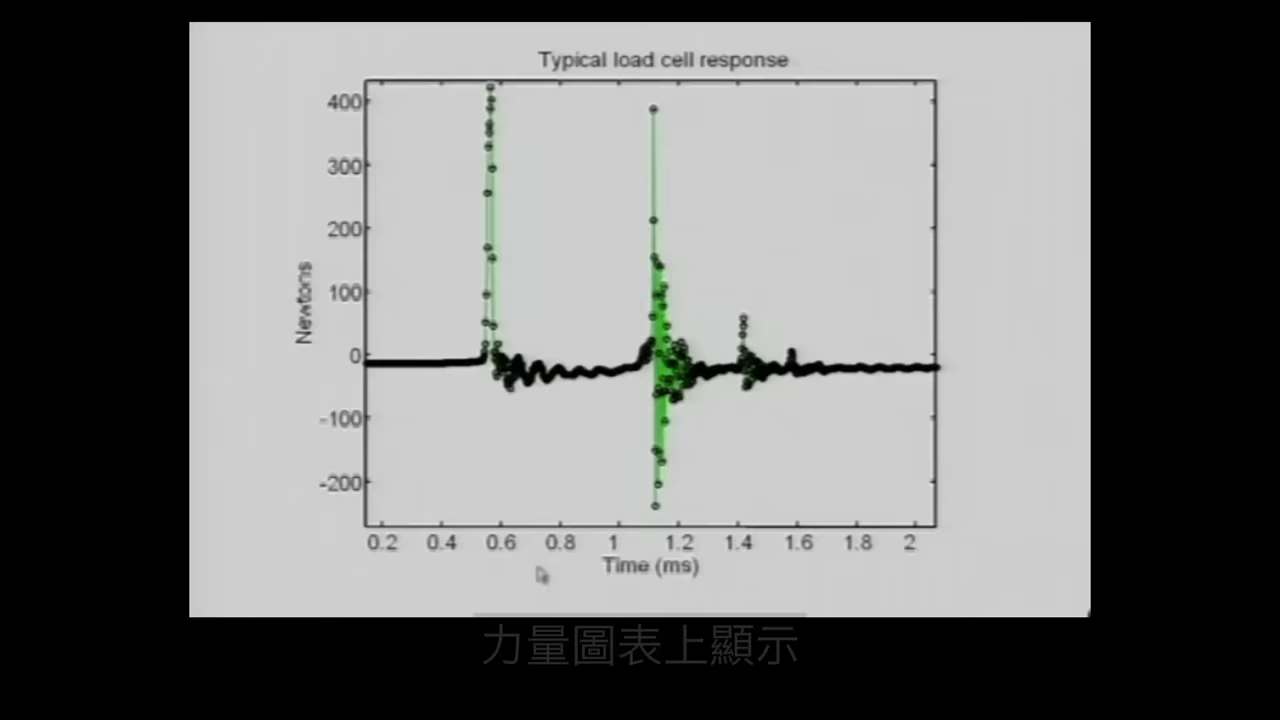 Typical load cell response
400
300
200
100
0
-100
-200
Newtons
0.2 0.4 0.6 0.8 1 1.2 1.4 1.6 1.8 2
Time (ms)
力量圖表上顯示